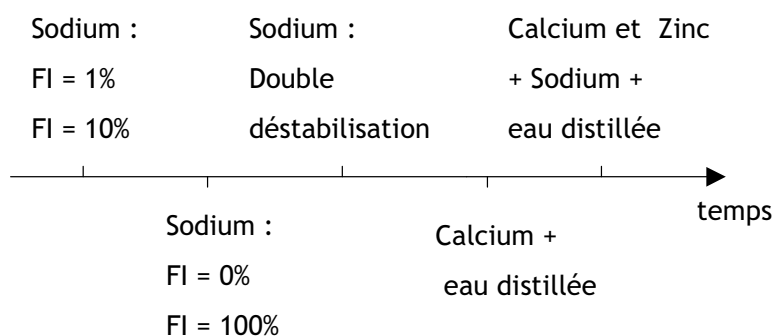 Sodium :
FI = 1%
FI = 10%
Sodium :
Double
déstabilisation
Calcium et Zinc
+ Sodium +
eau distillée
temps
Sodium :
FI = 0%
FI = 100%
Calcium +
eau distillée